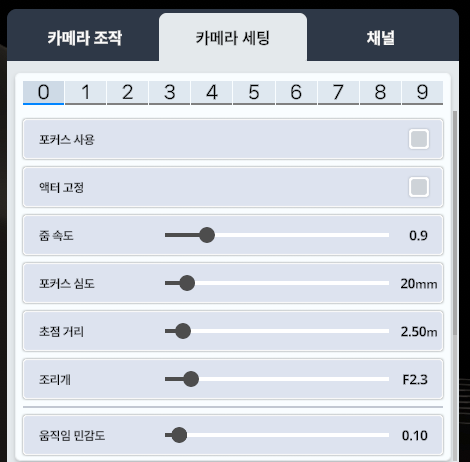 카메라 조작 카메라 세팅 채널
0 1 2 3 4 5 6 7 8 9
포커스 사용
액터 고정
줌 속도 0.9
포커스 심도 20mm
초점 거리 2.50m
조리개 F2.3
움직임 민감도 0.10